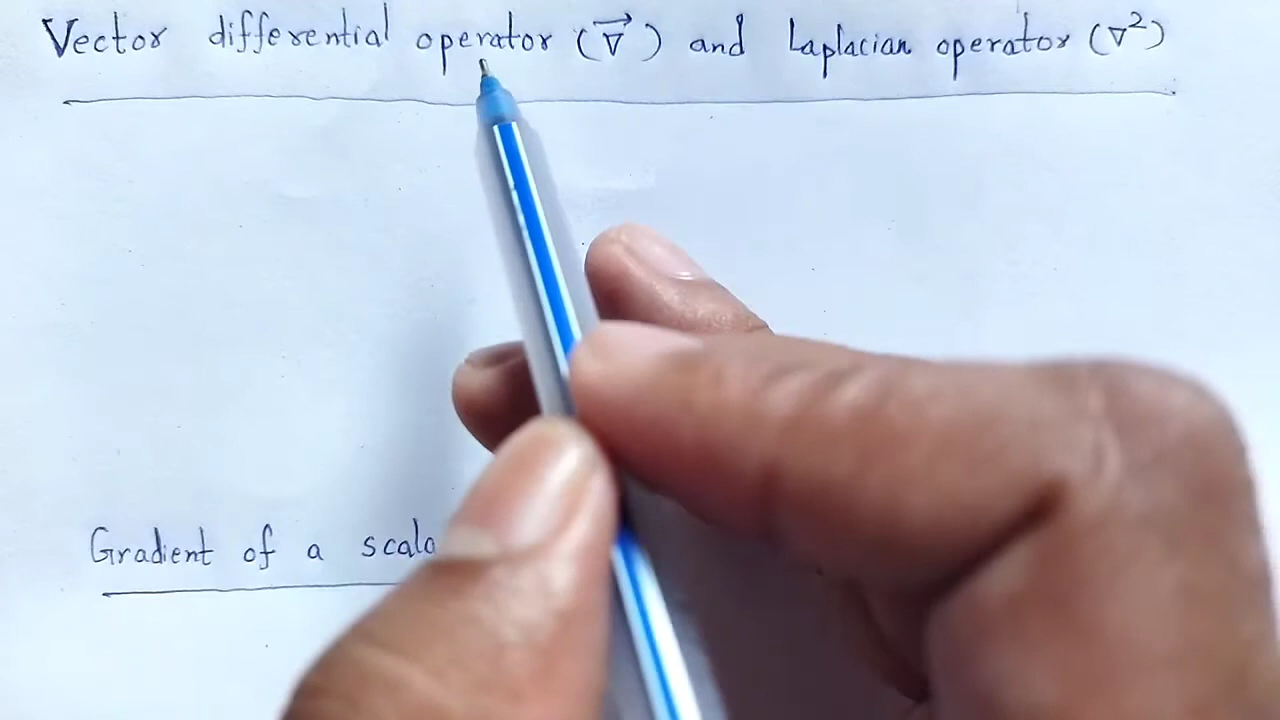 Vector differential operator (∇⃗) and Laplacian operator (∇²)
Gradient of a